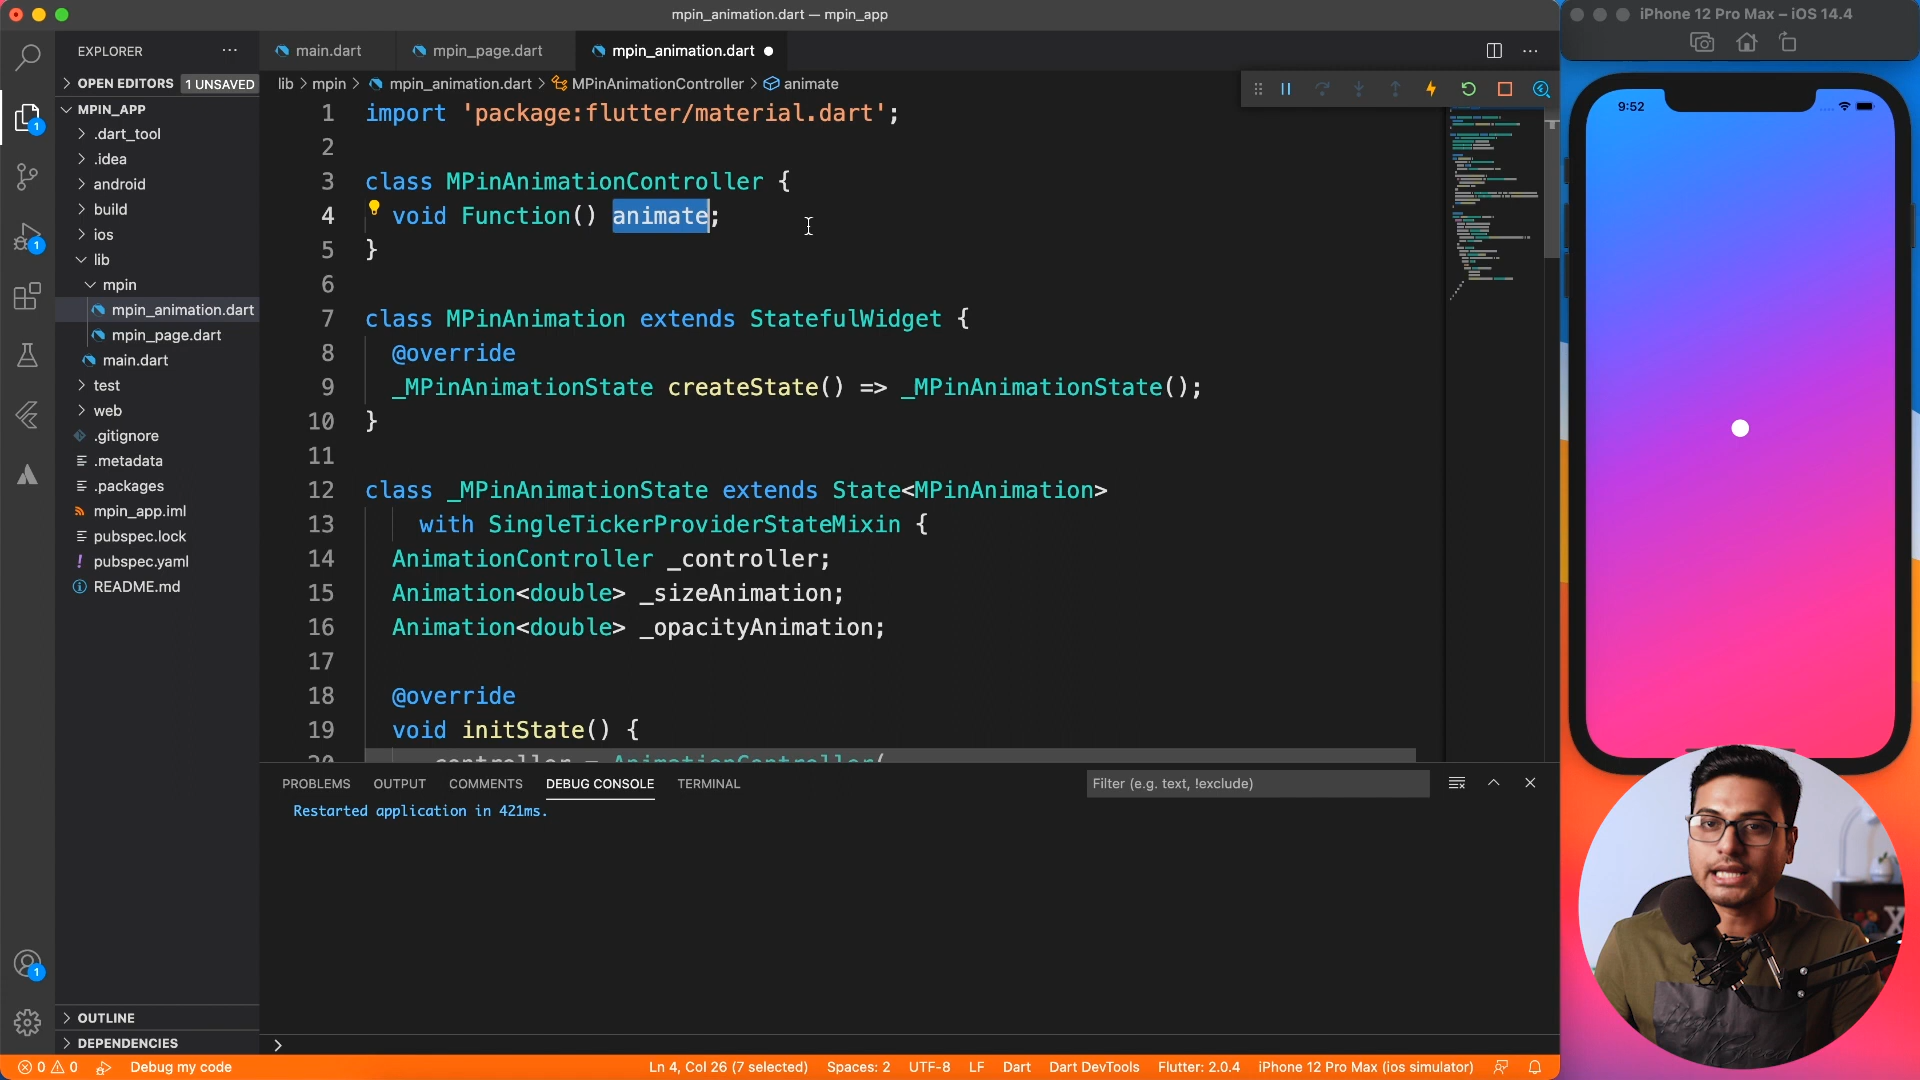 mpin_animation.dart — mpin_app
iPhone 12 Pro Max – iOS 14.4
EXPLORER
main.dart
mpin_page.dart
mpin_animation.dart
OPEN EDITORS 1 UNSAVED
lib > mpin > mpin_animation.dart > MPinAnimationController > animate
MPIN_APP
.dart_tool
.idea
android
build
ios
lib
mpin
mpin_animation.dart
mpin_page.dart
main.dart
test
web
.gitignore
.metadata
.packages
mpin_app.iml
pubspec.lock
pubspec.yaml
README.md
OUTLINE
DEPENDENCIES
1 import 'package:flutter/material.dart';
2
3 class MPinAnimationController {
4 void Function() animate;
5 }
6
7 class MPinAnimation extends StatefulWidget {
8 @override
9 _MPinAnimationState createState() => _MPinAnimationState();
10 }
11
12 class _MPinAnimationState extends State<MPinAnimation>
13 with SingleTickerProviderStateMixin {
14 AnimationController _controller;
15 Animation<double> _sizeAnimation;
16 Animation<double> _opacityAnimation;
17
18 @override
19 void initState() {
20 _controller = AnimationController(
PROBLEMS OUTPUT COMMENTS DEBUG CONSOLE TERMINAL
Filter (e.g. text, !exclude)
Restarted application in 421ms.
9:52
1
1
1
0 0 Debug my code
Ln 4, Col 26 (7 selected) Spaces: 2 UTF-8 LF Dart Dart DevTools Flutter: 2.0.4 iPhone 12 Pro Max (ios simulator)